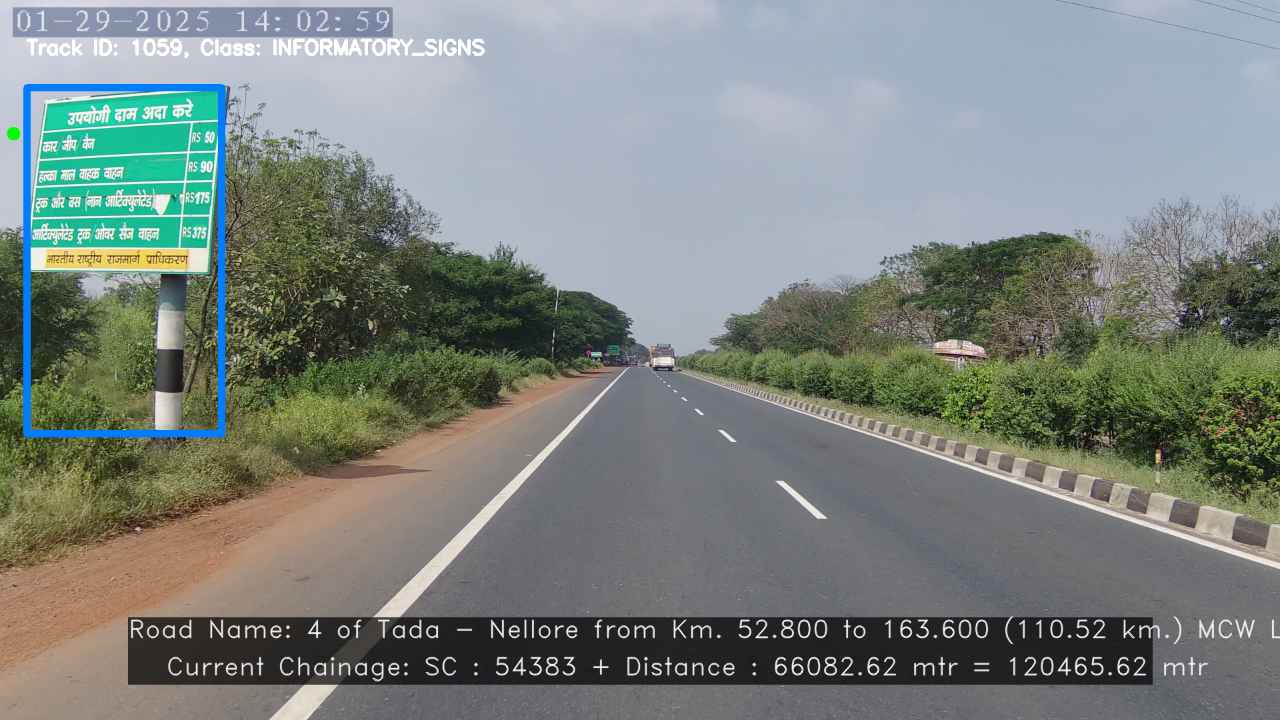 01-29-2025 14:02:59
Track ID: 1059, Class: INFORMATORY_SIGNS
उपयोगी दाम अदा करे
कार जीप वेन RS 50
हल्का माल वाहक वाहन RS 90
ट्रक और बस (नान आर्टिक्युलेटेड) RS 175
आर्टिक्युलेटेड ट्रक ओवर सैज वाहन RS 375
भारतीय राष्ट्रीय राजमार्ग प्राधिकरण
Road Name: 4 of Tada - Nellore from Km. 52.800 to 163.600 (110.52 km.) MCW L
Current Chainage: SC : 54383 + Distance : 66082.62 mtr = 120465.62 mtr